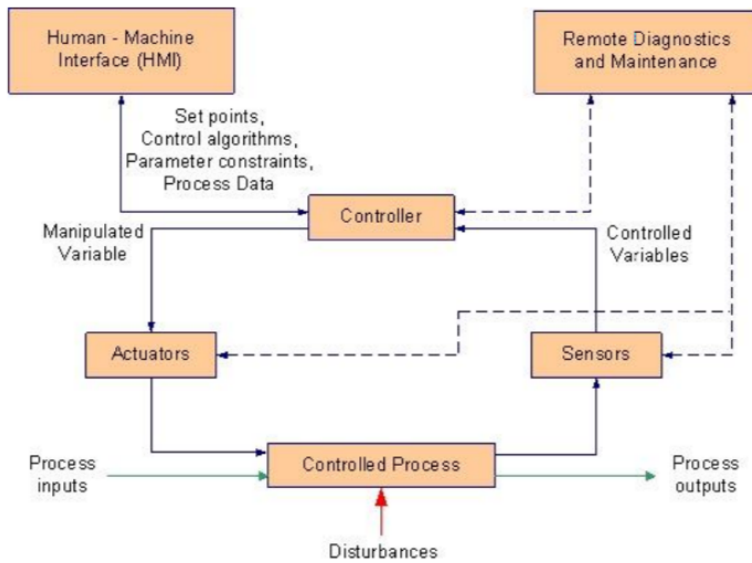 Human - Machine
Interface (HMI)
Remote Diagnostics
and Maintenance
Set points,
Control algorithms,
Parameter constraints,
Process Data
Controller
Manipulated
Variable
Controlled
Variables
Actuators
Sensors
Process
inputs
Controlled Process
Process
outputs
Disturbances